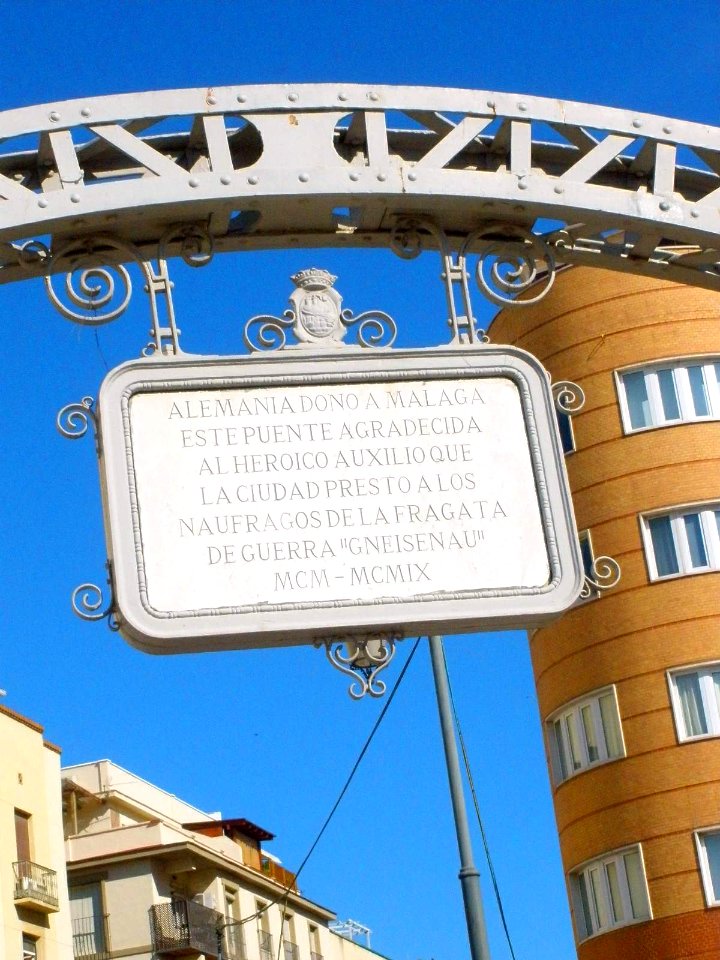 ALEMANIA DONO A MALAGA
ESTE PUENTE AGRADECIDA
AL HEROICO AUXILIO QUE
LA CIUDAD PRESTO A LOS
NAUFRAGOS DE LA FRAGATA
DE GUERRA "GNEISENAU"
MCM - MCMIX